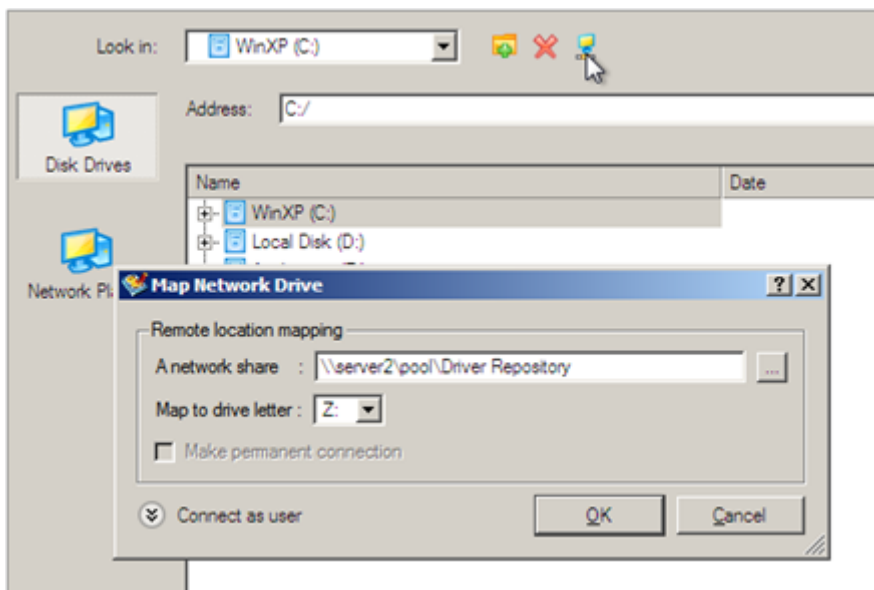 Look in: WinXP (C:)
Address: C:/
Disk Drives
Name Date
WinXP (C:)
Local Disk (D:)
Network
Map Network Drive
Remote location mapping
A network share : \\server2\pool\Driver Repository ...
Map to drive letter : Z:
Make permanent connection
Connect as user OK Cancel